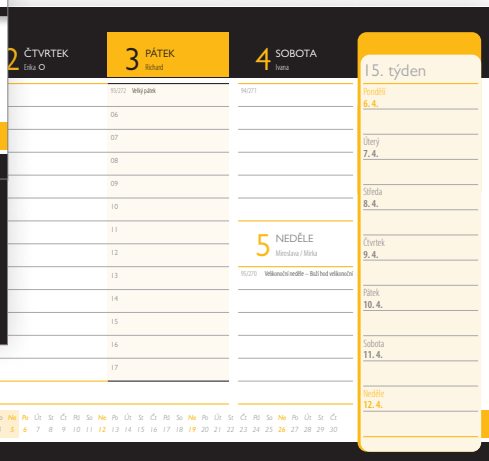 2 ČTVRTEK
Erika
3 PÁTEK
Richard
93/272 Velký pátek
06
07
08
09
10
11
12
13
14
15
16
17
4 SOBOTA
Ivana
94/271
5 NEDĚLE
Miroslava / Mirka
95/270 Velikonoční neděle – Boží hod velikonoční
15. týden
Pondělí
6. 4.
Úterý
7. 4.
Středa
8. 4.
Čtvrtek
9. 4.
Pátek
10. 4.
Sobota
11. 4.
Neděle
12. 4.
Ne Po Út St Čt Pá So Ne Po Út St Čt Pá So Ne Po Út St Čt Pá So Ne Po Út St Čt
5 6 7 8 9 10 11 12 13 14 15 16 17 18 19 20 21 22 23 24 25 26 27 28 29 30